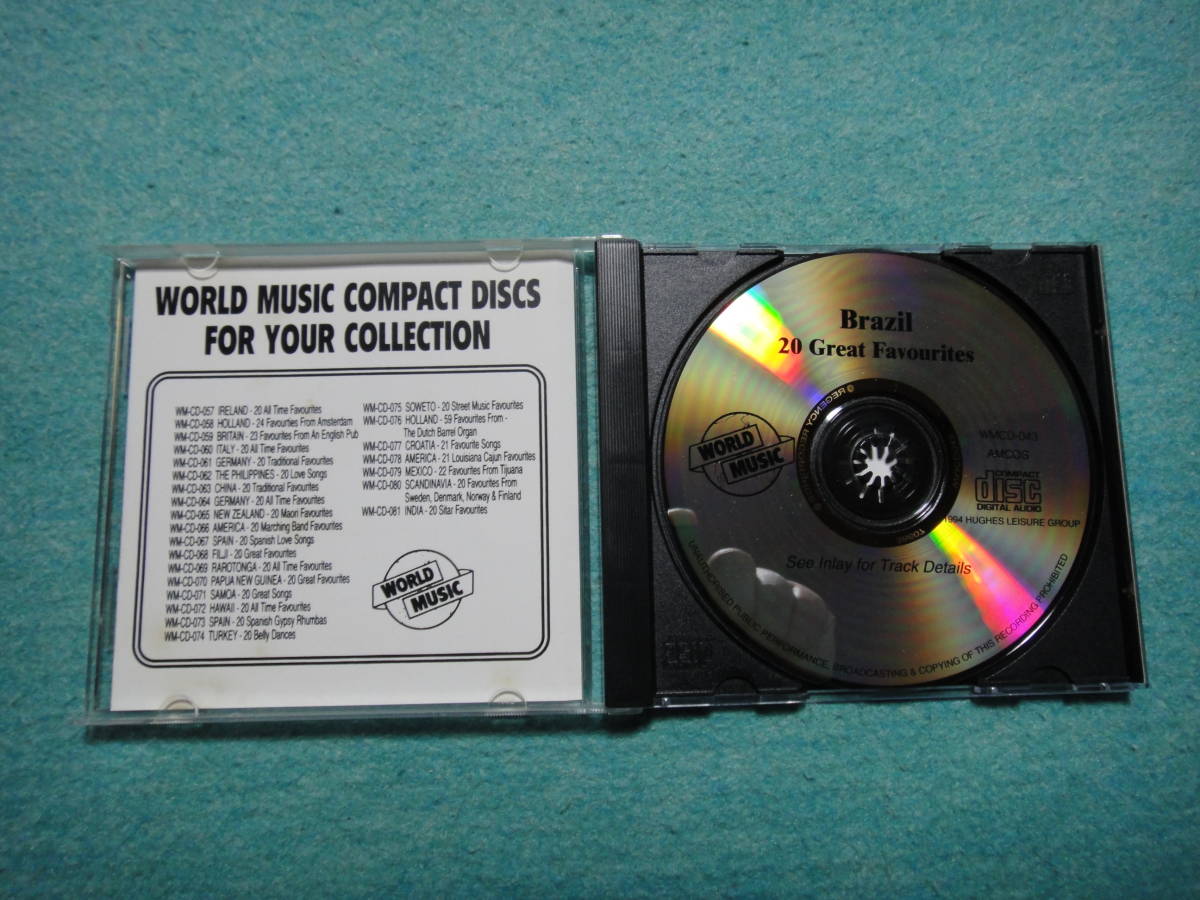 WORLD MUSIC COMPACT DISCS
FOR YOUR COLLECTION
WM-CD-057 IRELAND - 20 All Time Favourites
WM-CD-058 HOLLAND - 24 Favourites From Amsterdam
WM-CD-059 BRITAIN - 23 Favourites From An English Pub
WM-CD-060 ITALY - 20 All Time Favourites
WM-CD-061 GERMANY - 20 Traditional Favourites
WM-CD-062 THE PHILIPPINES - 20 Love Songs
WM-CD-063 CHINA - 20 Traditional Favourites
WM-CD-064 GERMANY - 20 All Time Favourites
WM-CD-065 NEW ZEALAND - 20 Maori Favourites
WM-CD-066 AMERICA - 20 Marching Band Favourites
WM-CD-067 SPAIN - 20 Spanish Love Songs
WM-CD-068 FILJI - 20 Great Favourites
WM-CD-069 RAROTONGA - 20 All Time Favourites
WM-CD-070 PAPUA NEW GUINEA - 20 Great Favourites
WM-CD-071 SAMOA - 20 Great Songs
WM-CD-072 HAWAII - 20 All Time Favourites
WM-CD-073 SPAIN - 20 Spanish Gypsy Rhumbas
WM-CD-074 TURKEY - 20 Belly Dances
WM-CD-075 SOWETO - 20 Street Music Favourites
WM-CD-076 HOLLAND - 59 Favourites From -
The Dutch Barrel Organ
WM-CD-077 CROATIA - 21 Favourite Songs
WM-CD-078 AMERICA - 21 Louisiana Cajun Favourites
WM-CD-079 MEXICO - 22 Favourites From Tijuana
WM-CD-080 SCANDINAVIA - 20 Favourites From
Sweden, Denmark, Norway & Finland
WM-CD-081 INDIA - 20 Sitar Favourites
WORLD
MUSIC
Brazil
20 Great Favourites
WORLD
MUSIC
WMCD-043
AMCOS
COMPACT
disc
DIGITAL AUDIO
1994 HUGHES LEISURE GROUP
See Inlay for Track Details
UNAUTHORISED PUBLIC PERFORMANCE, BROADCASTING & COPYING OF THIS RECORDING PROHIBITED
REGENCY